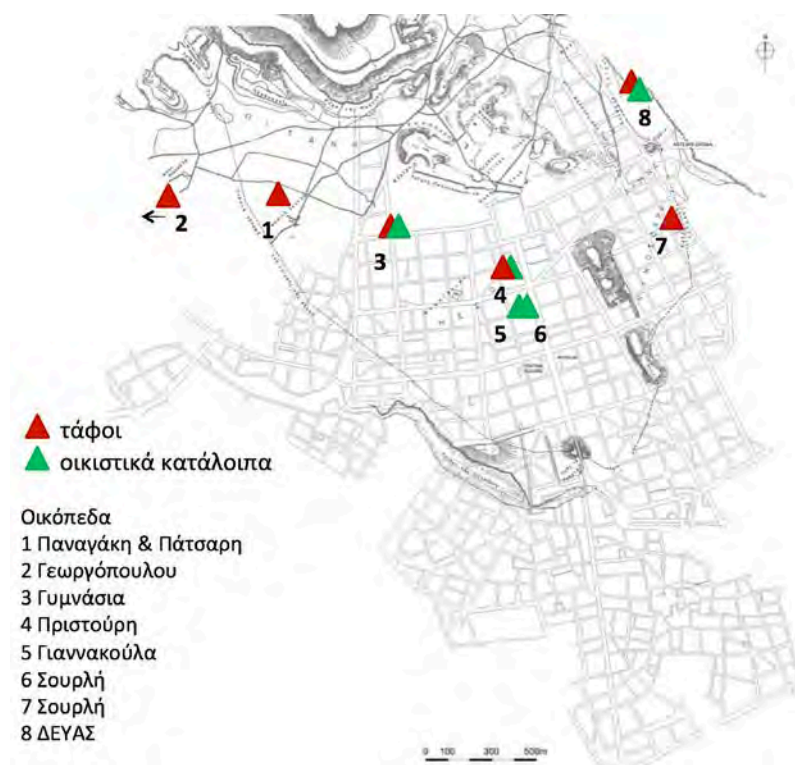 8
7
2
1
3
4
5
6
τάφοι
οικιστικά κατάλοιπα
Οικόπεδα
1 Παναγάκη & Πάτσαρη
2 Γεωργόπουλου
3 Γυμνάσια
4 Πριστούρη
5 Γιαννακούλα
6 Σουρλή
7 Σουρλή
8 ΔΕΥΑΣ
0 100 300 500m